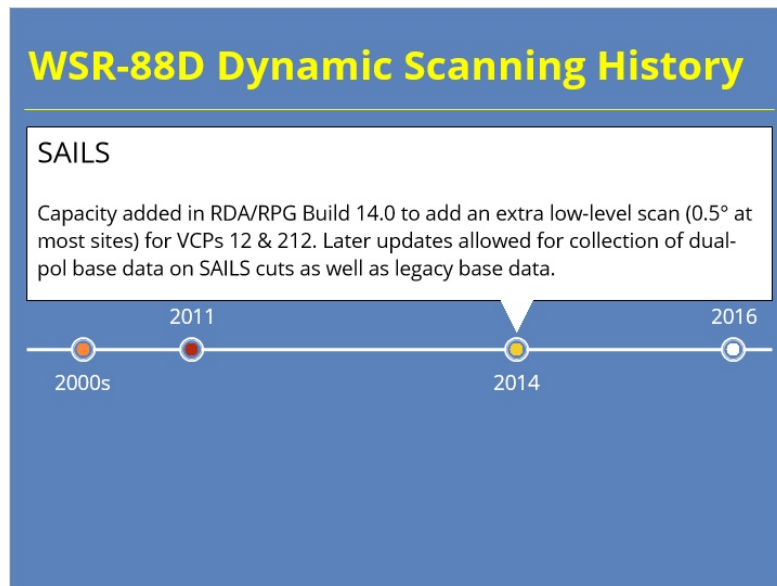 WSR-88D Dynamic Scanning History
SAILS
Capacity added in RDA/RPG Build 14.0 to add an extra low-level scan (0.5° at
most sites) for VCPs 12 & 212. Later updates allowed for collection of dual-
pol base data on SAILS cuts as well as legacy base data.
2011
2016
2000s
2014